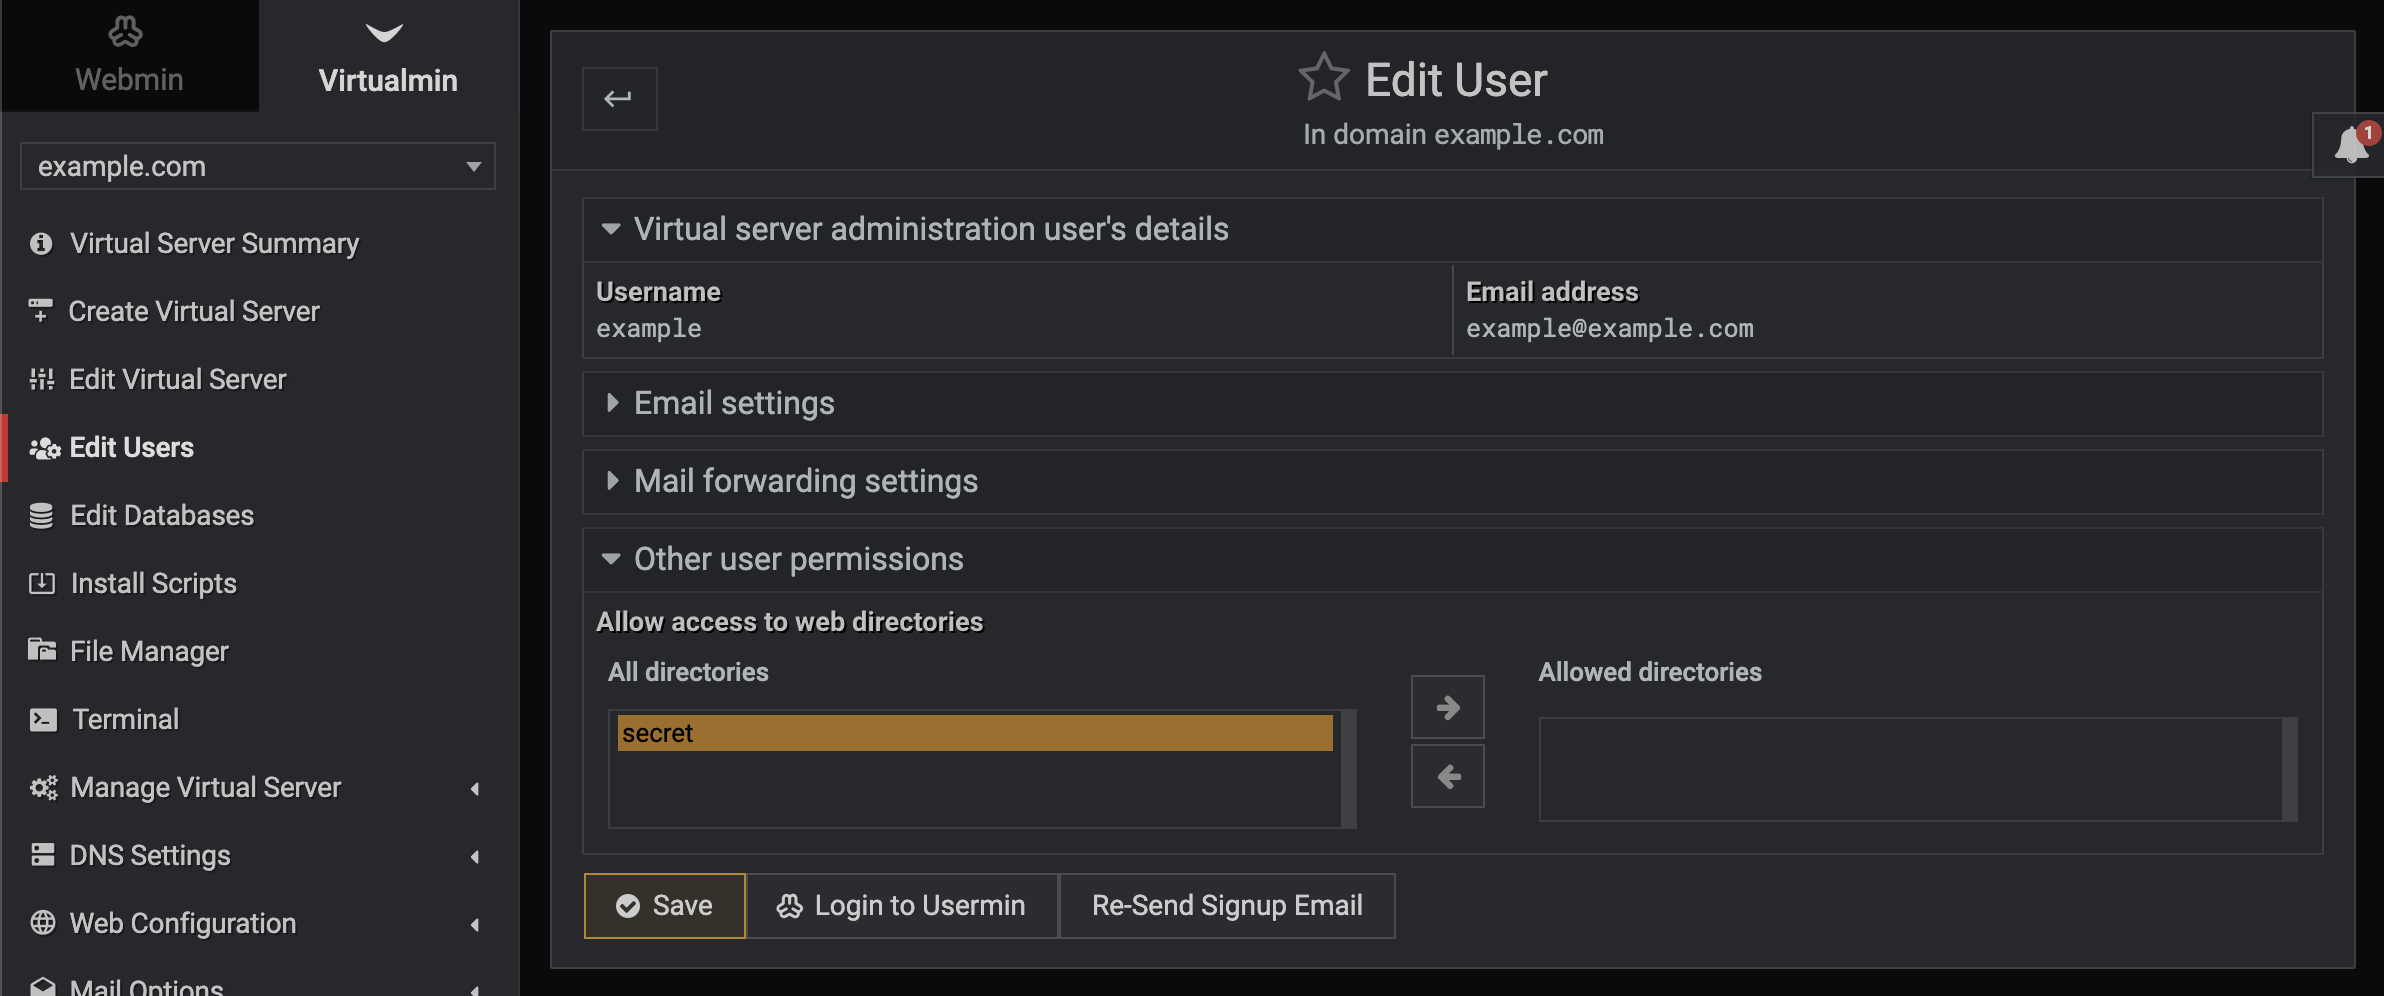 Webmin
Virtualmin
example.com
Virtual Server Summary
Create Virtual Server
Edit Virtual Server
Edit Users
Edit Databases
Install Scripts
File Manager
Terminal
Manage Virtual Server
DNS Settings
Web Configuration
Mail Options
Edit User
In domain example.com
1
Virtual server administration user's details
Username
example
Email address
example@example.com
Email settings
Mail forwarding settings
Other user permissions
Allow access to web directories
All directories
secret
Allowed directories
Save
Login to Usermin
Re-Send Signup Email